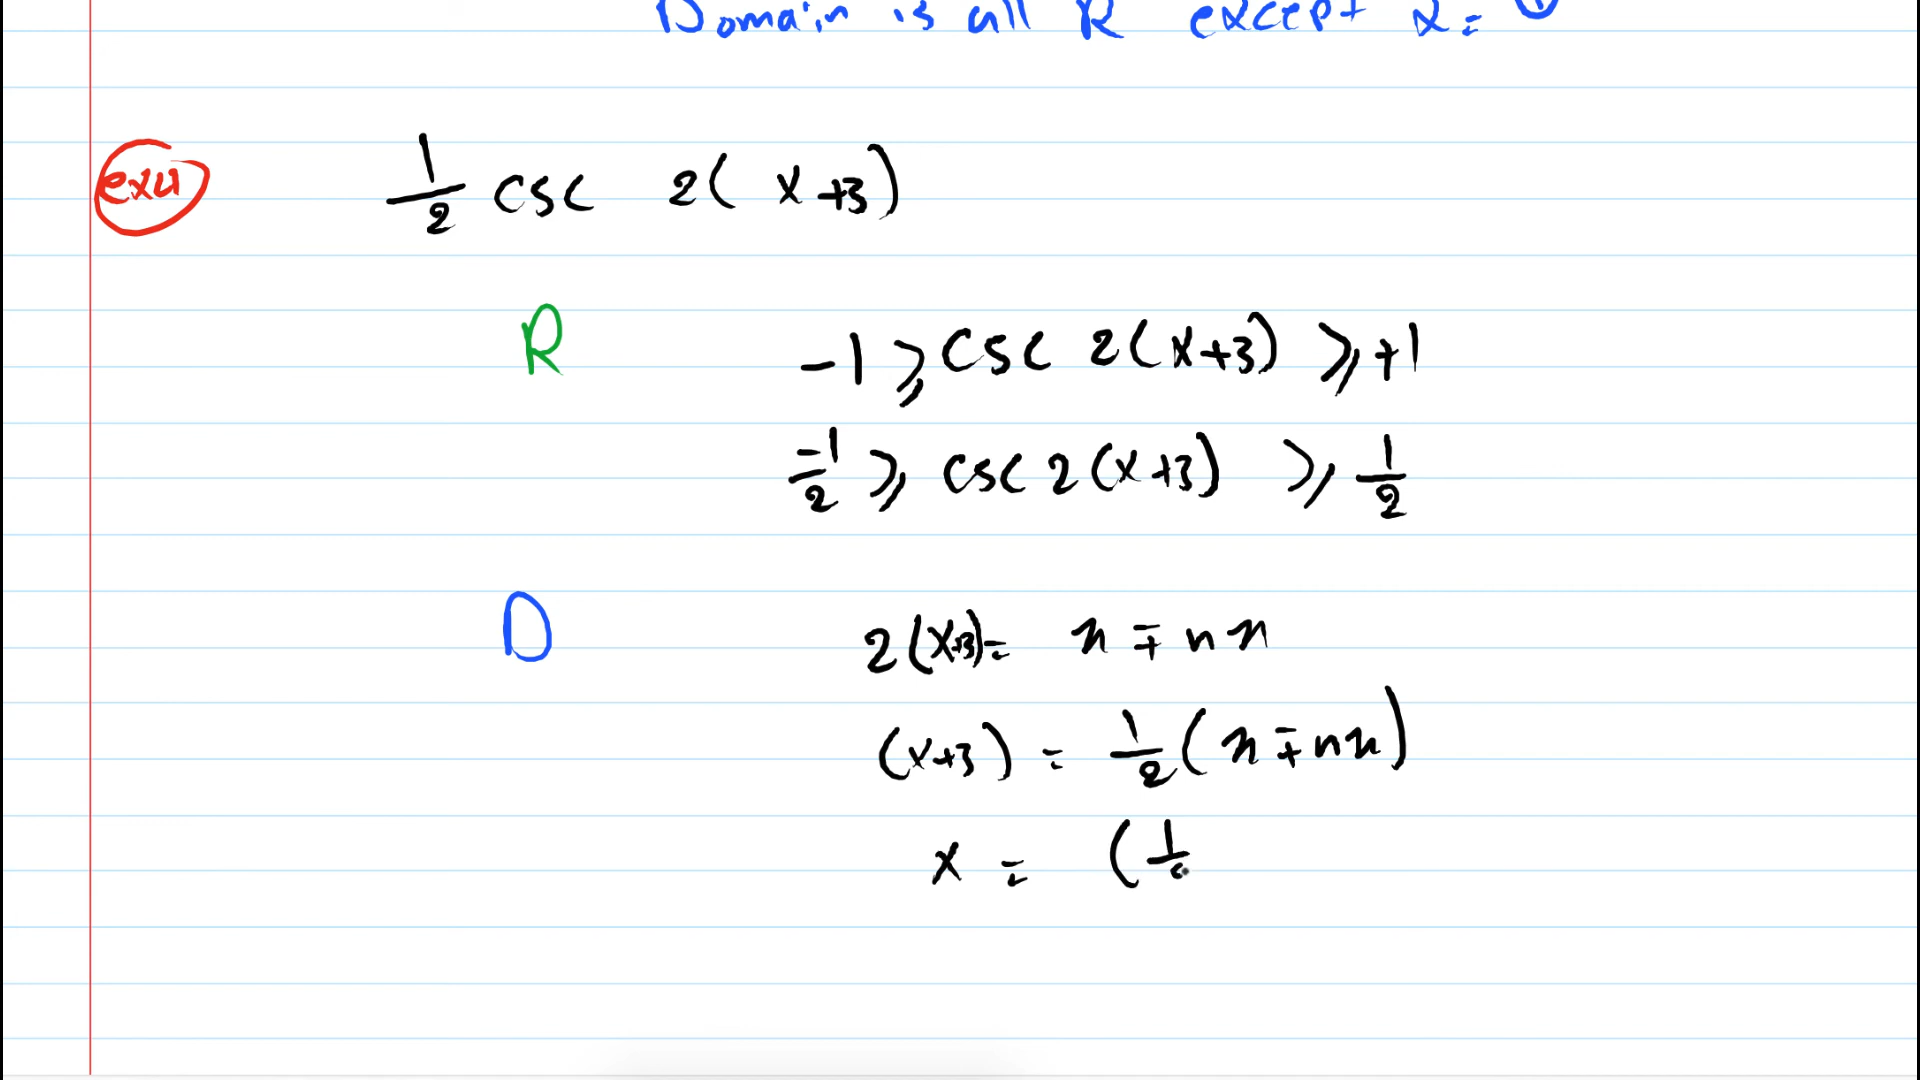 Domain is all R except x=
ex4
1/2 csc 2(x+3)
R
-1 ⩾ csc 2(x+3) ⩾ +1
-1/2 ⩾ csc 2(x+3) ⩾ 1/2
D
2(x+3) = π ∓ nπ
(x+3) = 1/2 (π ∓ nπ)
x = (1/